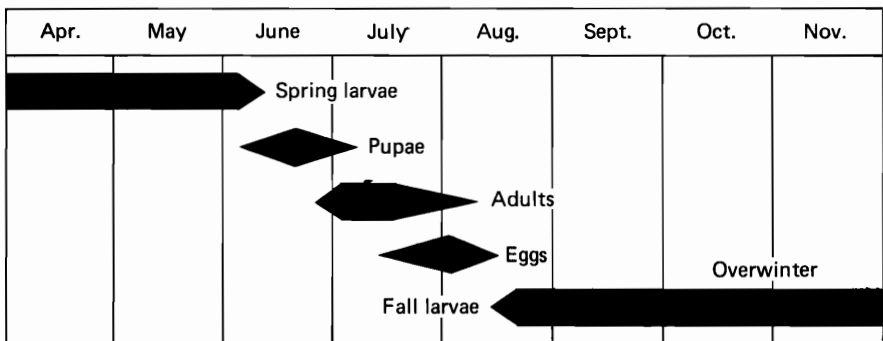 Apr. May June July Aug. Sept. Oct. Nov.
Spring larvae
Pupae
Adults
Eggs
Overwinter
Fall larvae